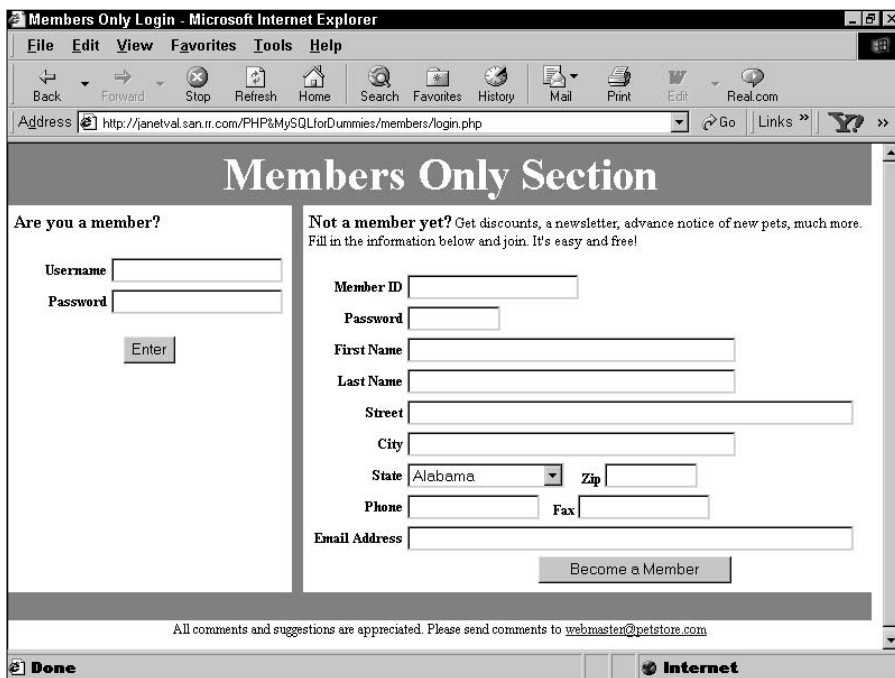 Members Only Login - Microsoft Internet Explorer
File Edit View Favorites Tools Help
Back Forward Stop Refresh Home Search Favorites History Mail Print Edit Real.com
Address http://janetval.san.rr.com/PHP&MySQLforDummies/members/login.php Go Links » Y? »
Members Only Section
Are you a member?
Username
Password
Enter
Not a member yet? Get discounts, a newsletter, advance notice of new pets, much more.
Fill in the information below and join. It's easy and free!
Member ID
Password
First Name
Last Name
Street
City
State Alabama Zip
Phone Fax
Email Address
Become a Member
All comments and suggestions are appreciated. Please send comments to webmaster@petstore.com
Done Internet